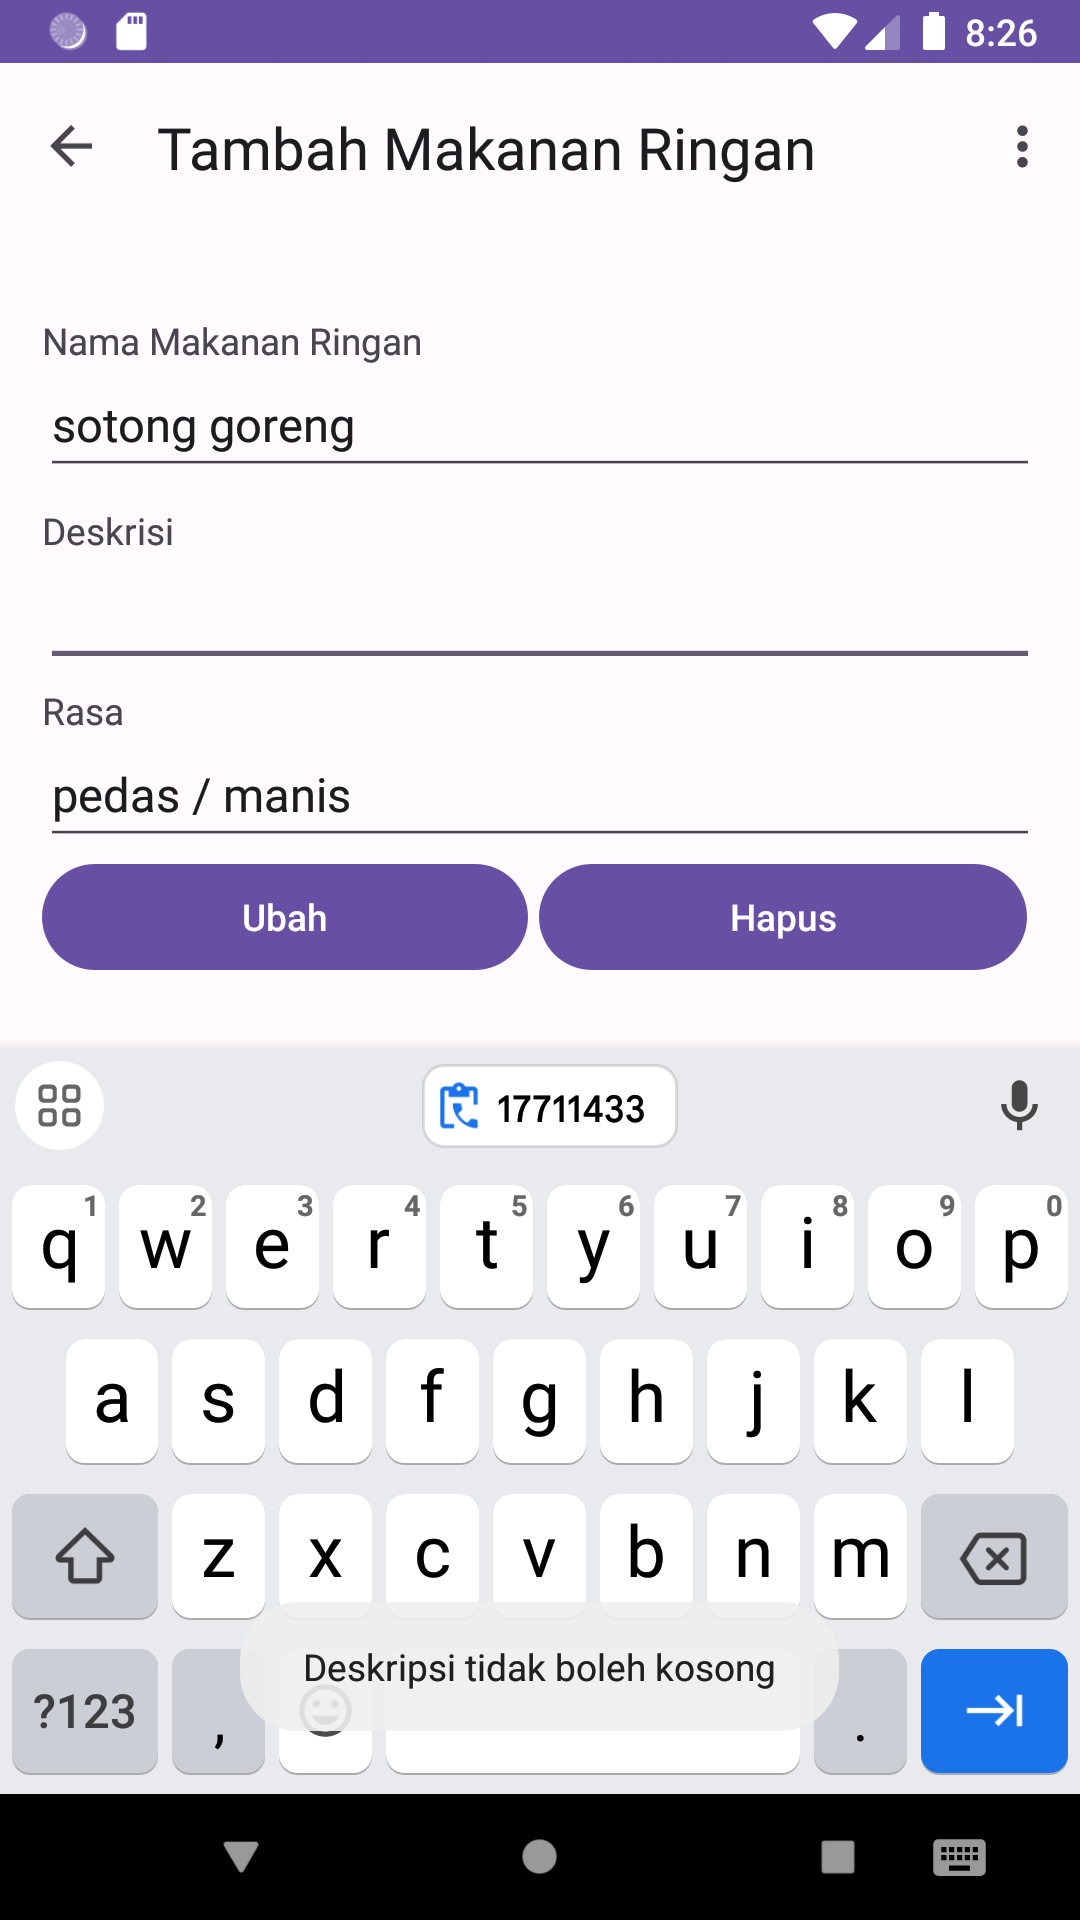 8:26
Tambah Makanan Ringan
Nama Makanan Ringan
sotong goreng
Deskrisi
Rasa
pedas / manis
Ubah Hapus
17711433
1 2 3 4 5 6 7 8 9 0
q w e r t y u i o p
a s d f g h j k l
z x c v b n m
Deskripsi tidak boleh kosong
?123 , .